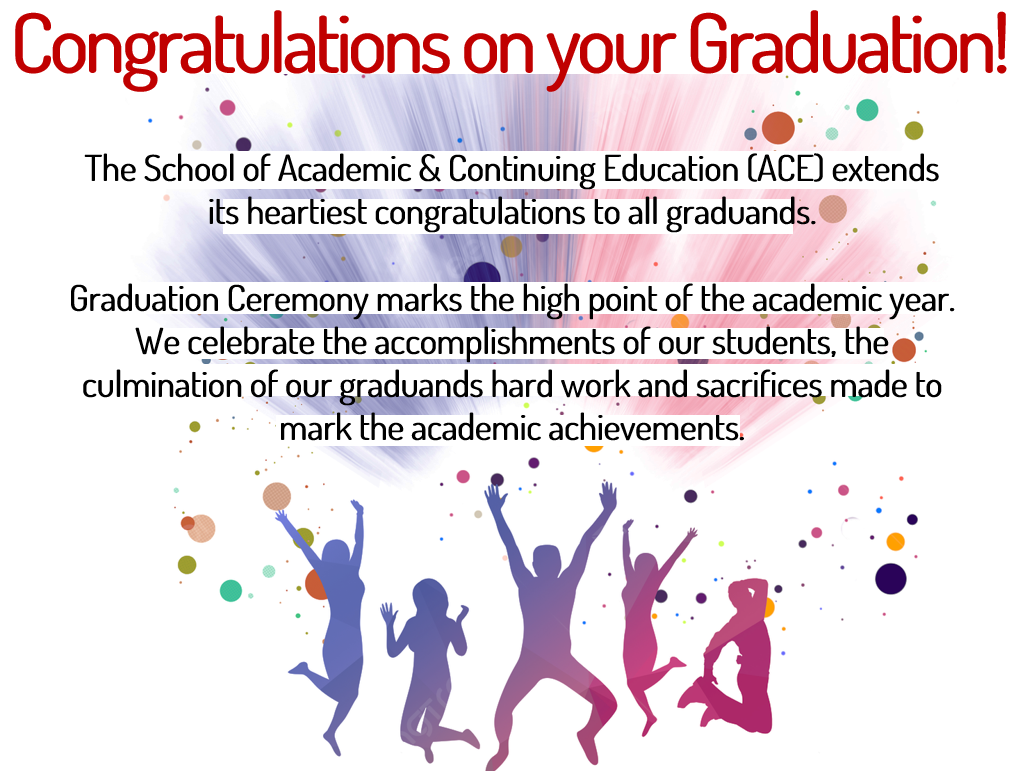 Congratulations on your Graduation!
The School of Academic & Continuing Education (ACE) extends
its heartiest congratulations to all graduands.
Graduation Ceremony marks the high point of the academic year.
We celebrate the accomplishments of our students, the
culmination of our graduands hard work and sacrifices made to
mark the academic achievements.